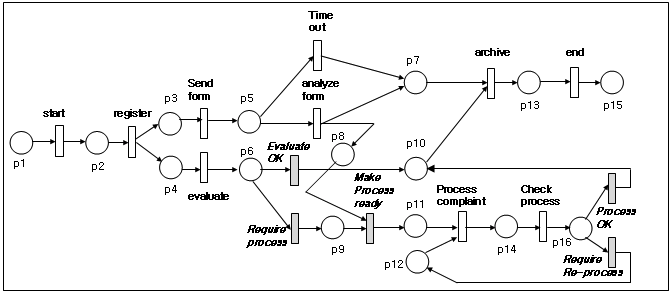 Time
out
p7
archive
end
Send
form
analyze
form
p3
p5
p8
p13
p15
start
register
p10
p1
p2
p4
p6
Evaluate
OK
Make
Process
ready
evaluate
p11
Process
complaint
Check
process
Process
OK
Require
process
p9
p12
p14
p16
Require
Re-process